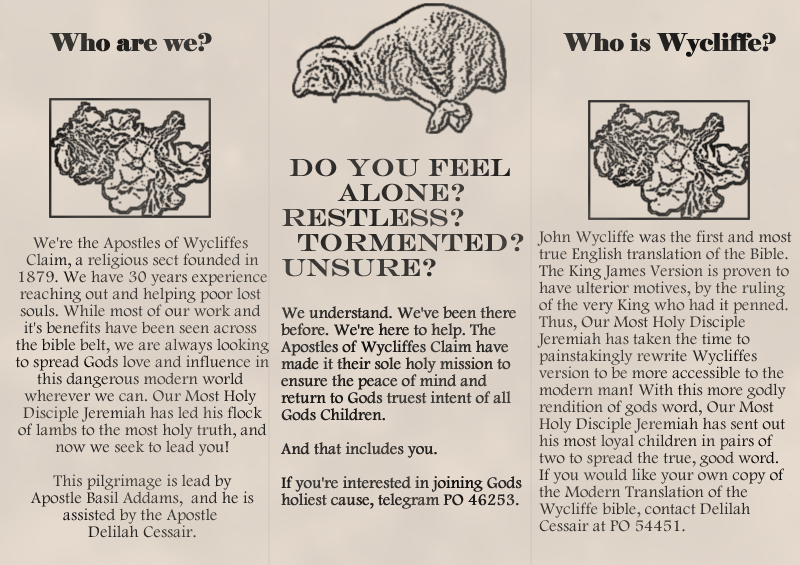 Who are we?
We're the Apostles of Wycliffes
Claim, a religious sect founded in
1879. We have 30 years experience
reaching out and helping poor lost
souls. While most of our work and
it's benefits have been seen across
the bible belt, we are always looking
to spread Gods love and influence in
this dangerous modern world
wherever we can. Our Most Holy
Disciple Jeremiah has led his flock
of lambs to the most holy truth, and
now we seek to lead you!
This pilgrimage is lead by
Apostle Basil Addams, and he is
assisted by the Apostle
Delilah Cessair.
DO YOU FEEL
ALONE?
RESTLESS?
TORMENTED?
UNSURE?
We understand. We've been there
before. We're here to help. The
Apostles of Wycliffes Claim have
made it their sole holy mission to
ensure the peace of mind and
return to Gods truest intent of all
Gods Children.
And that includes you.
If you're interested in joining Gods
holiest cause, telegram PO 46253.
Who is Wycliffe?
John Wycliffe was the first and most
true English translation of the Bible.
The King James Version is proven to
have ulterior motives, by the ruling
of the very King who had it penned.
Thus, Our Most Holy Disciple
Jeremiah has taken the time to
painstakingly rewrite Wycliffes
version to be more accessible to the
modern man! With this more godly
rendition of gods word, Our Most
Holy Disciple Jeremiah has sent out
his most loyal children in pairs of
two to spread the true, good word.
If you would like your own copy of
the Modern Translation of the
Wycliffe bible, contact Delilah
Cessair at PO 54451.